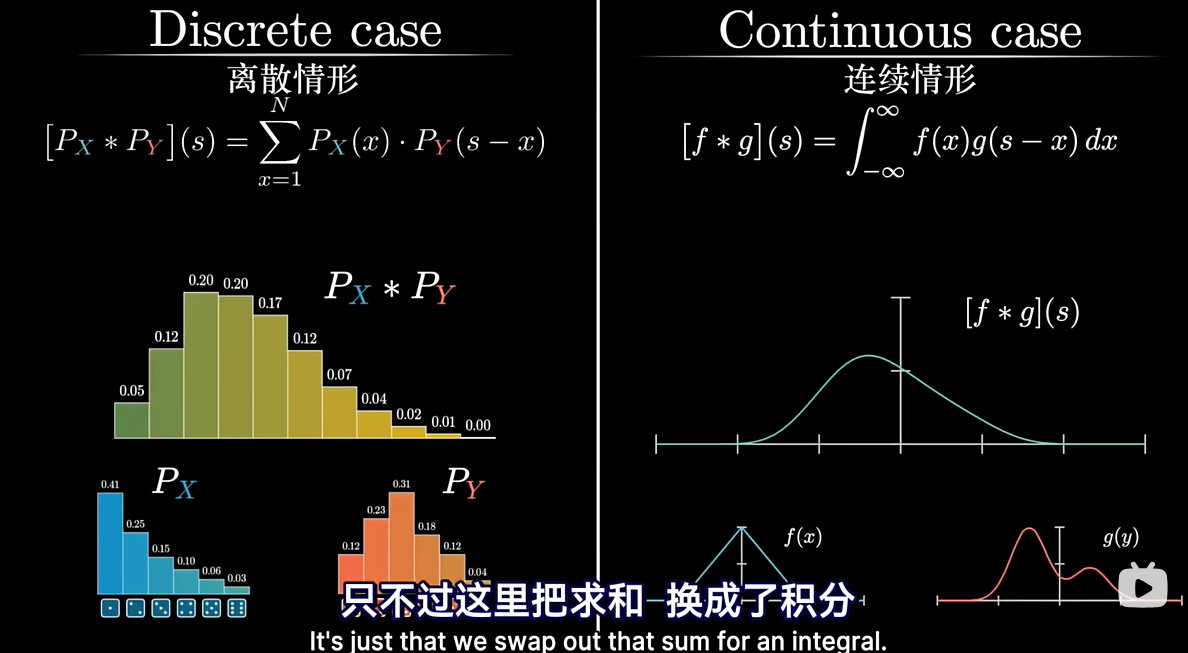 Discrete case
离散情形
[P_X * P_Y](s) = \sum_{x=1}^{N} P_X(x) · P_Y(s − x)
P_X * P_Y
0.05 0.12 0.20 0.20 0.17 0.12 0.07 0.04 0.02 0.01 0.00
P_X
0.41 0.25 0.15 0.10 0.06 0.03
P_Y
0.12 0.23 0.31 0.18 0.12 0.04
Continuous case
连续情形
[f * g](s) = \int_{-∞}^{∞} f(x)g(s − x) dx
[f * g](s)
f(x)
g(y)
只不过这里把求和 换成了积分
It's just that we swap out that sum for an integral.